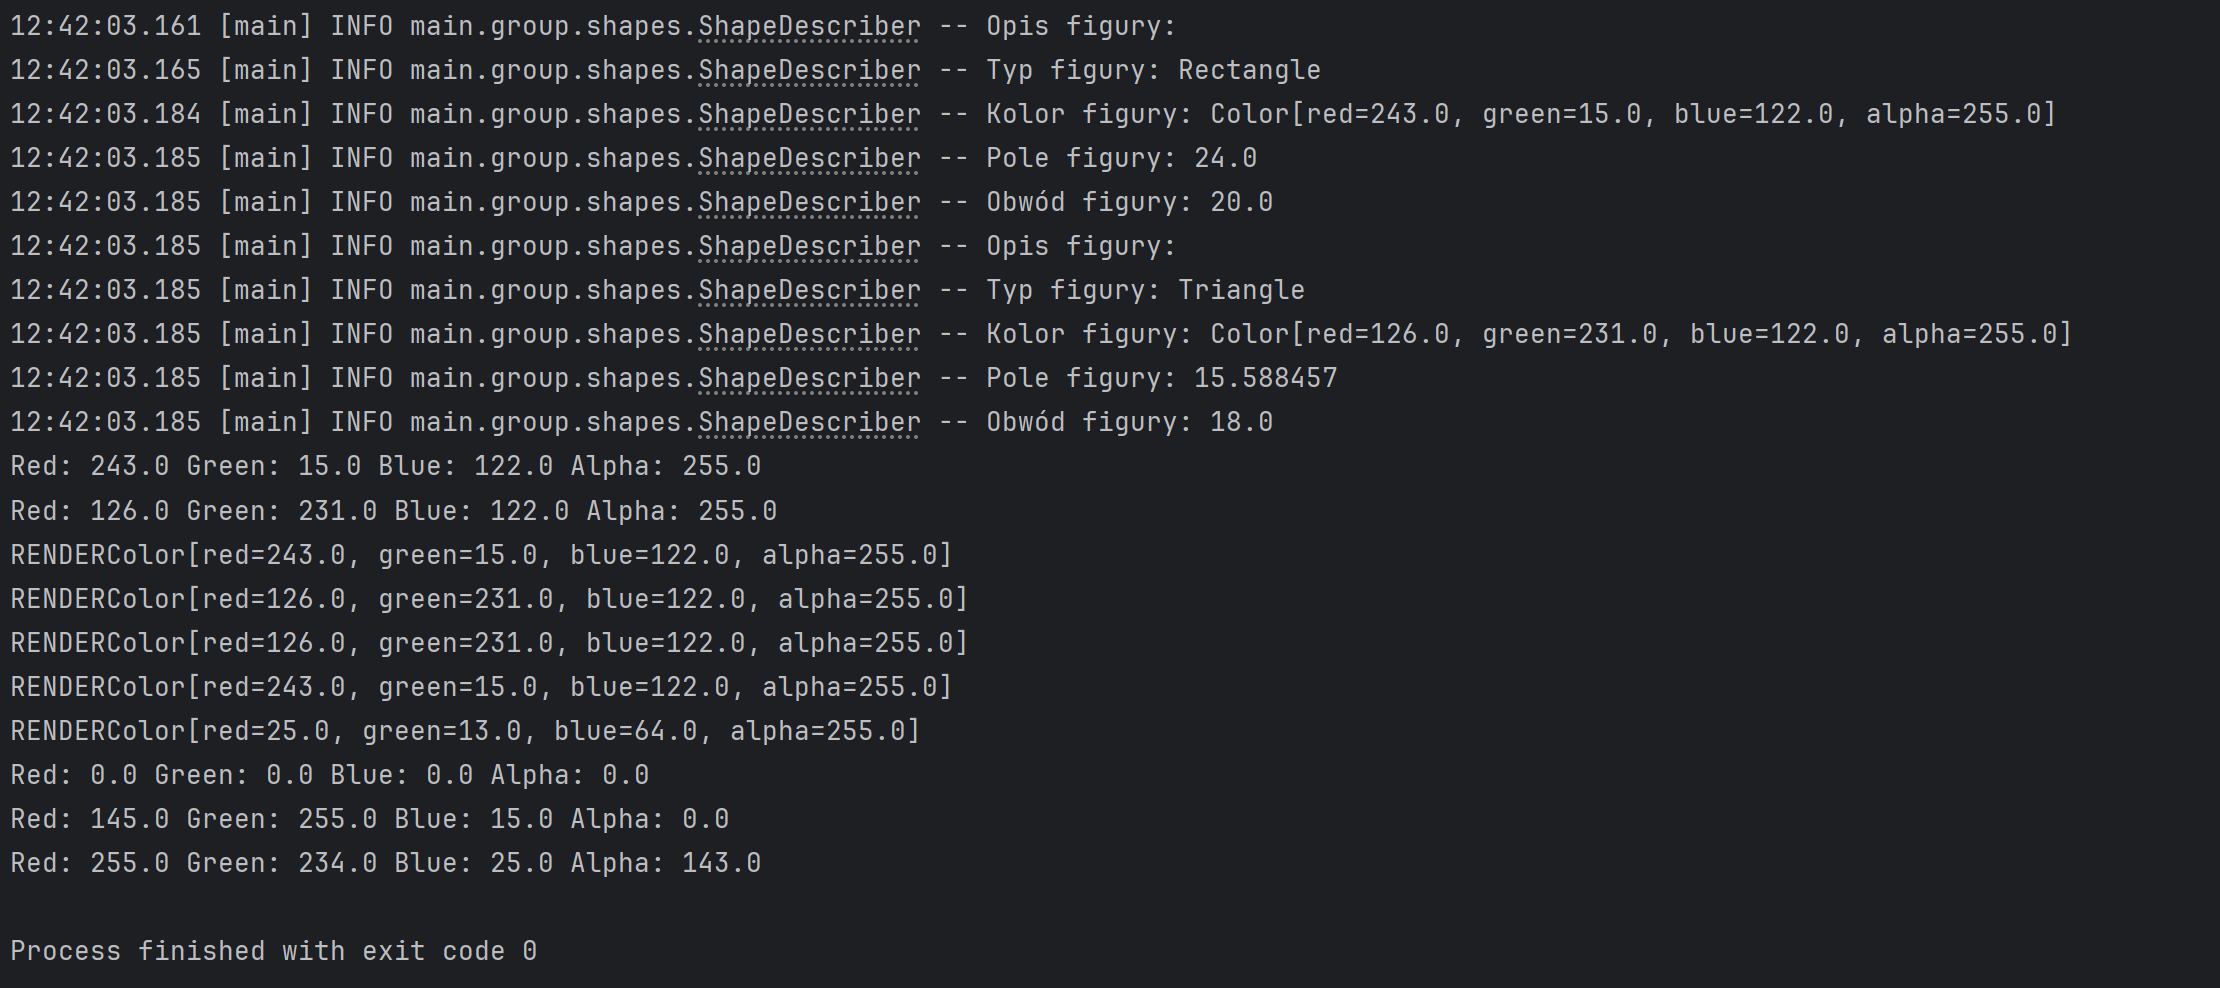 12:42:03.161 [main] INFO main.group.shapes.ShapeDescriber -- Opis figury:
12:42:03.165 [main] INFO main.group.shapes.ShapeDescriber -- Typ figury: Rectangle
12:42:03.184 [main] INFO main.group.shapes.ShapeDescriber -- Kolor figury: Color[red=243.0, green=15.0, blue=122.0, alpha=255.0]
12:42:03.185 [main] INFO main.group.shapes.ShapeDescriber -- Pole figury: 24.0
12:42:03.185 [main] INFO main.group.shapes.ShapeDescriber -- Obwód figury: 20.0
12:42:03.185 [main] INFO main.group.shapes.ShapeDescriber -- Opis figury:
12:42:03.185 [main] INFO main.group.shapes.ShapeDescriber -- Typ figury: Triangle
12:42:03.185 [main] INFO main.group.shapes.ShapeDescriber -- Kolor figury: Color[red=126.0, green=231.0, blue=122.0, alpha=255.0]
12:42:03.185 [main] INFO main.group.shapes.ShapeDescriber -- Pole figury: 15.588457
12:42:03.185 [main] INFO main.group.shapes.ShapeDescriber -- Obwód figury: 18.0
Red: 243.0 Green: 15.0 Blue: 122.0 Alpha: 255.0
Red: 126.0 Green: 231.0 Blue: 122.0 Alpha: 255.0
RENDERColor[red=243.0, green=15.0, blue=122.0, alpha=255.0]
RENDERColor[red=126.0, green=231.0, blue=122.0, alpha=255.0]
RENDERColor[red=126.0, green=231.0, blue=122.0, alpha=255.0]
RENDERColor[red=243.0, green=15.0, blue=122.0, alpha=255.0]
RENDERColor[red=25.0, green=13.0, blue=64.0, alpha=255.0]
Red: 0.0 Green: 0.0 Blue: 0.0 Alpha: 0.0
Red: 145.0 Green: 255.0 Blue: 15.0 Alpha: 0.0
Red: 255.0 Green: 234.0 Blue: 25.0 Alpha: 143.0
Process finished with exit code 0